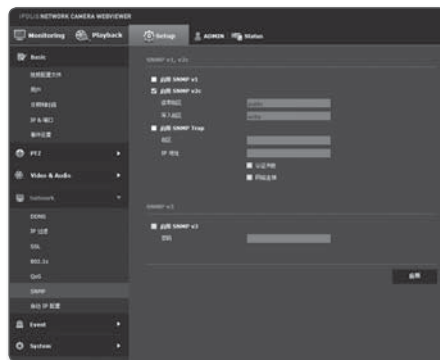 iPOLiS NETWORK CAMERA WEBVIEWER
Monitoring
Playback
Setup
ADMIN
Status
Basic
视频配置文件
用户
日期和时间
IP & 端口
事件设置
PTZ
Video & Audio
Network
DDNS
IP 过滤
SSL
802.1x
QoS
SNMP
自动 IP 配置
Event
System
SNMP v1, v2c
启用 SNMP v1
启用 SNMP v2c
读取社区
public
写入社区
write
启用 SNMP Trap
社区
IP 地址
认证失败
网络连接
SNMP v3
启用 SNMP v3
密码
应用